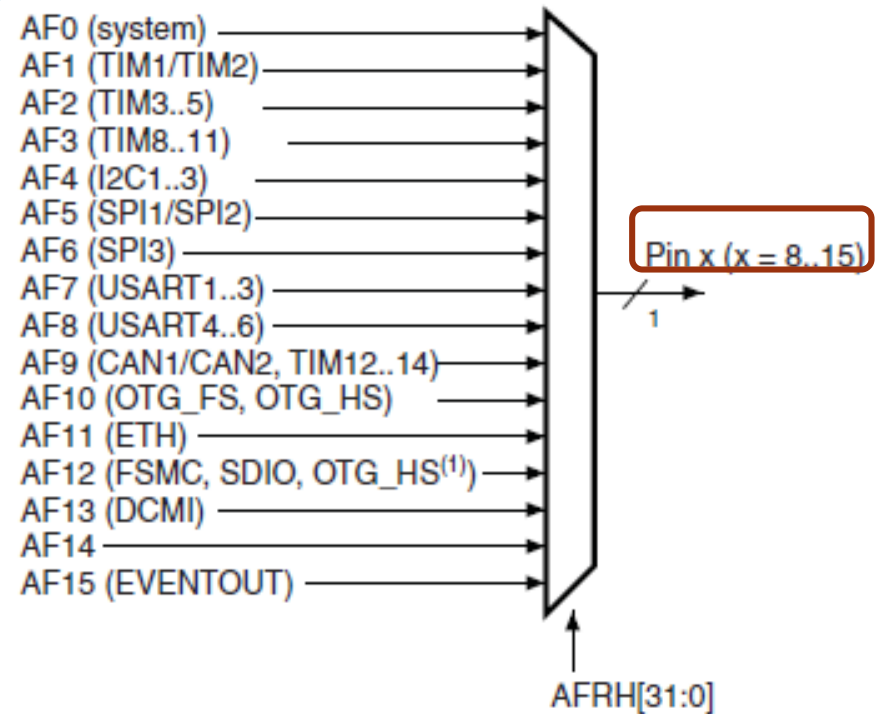 AF0 (system)
AF1 (TIM1/TIM2)
AF2 (TIM3..5)
AF3 (TIM8..11)
AF4 (I2C1..3)
AF5 (SPI1/SPI2)
AF6 (SPI3)
Pin x (x = 8..15)
AF7 (USART1..3)
1
AF8 (USART4..6)
AF9 (CAN1/CAN2, TIM12..14)
AF10 (OTG_FS, OTG_HS)
AF11 (ETH)
AF12 (FSMC, SDIO, OTG_HS(1))
AF13 (DCMI)
AF14
AF15 (EVENTOUT)
AFRH[31:0]